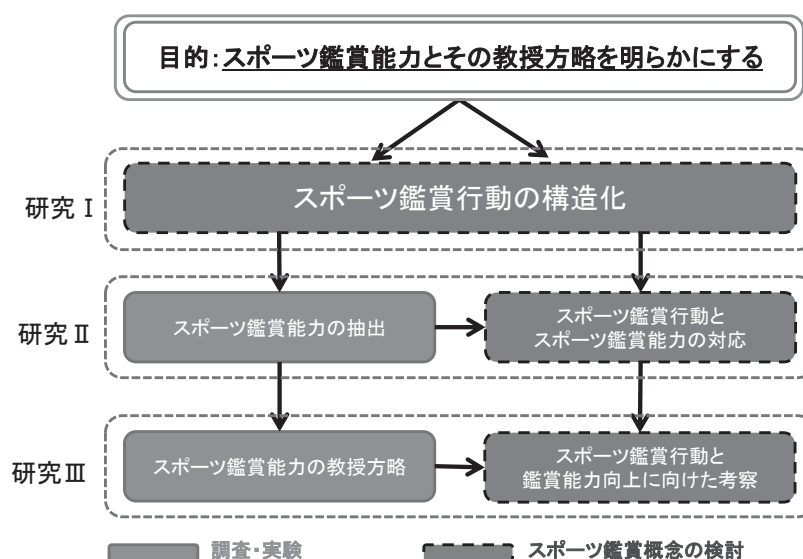 目的:スポーツ鑑賞能力とその教授方略を明らかにする
研究Ⅰ
スポーツ鑑賞行動の構造化
研究Ⅱ
スポーツ鑑賞能力の抽出
スポーツ鑑賞行動と
スポーツ鑑賞能力の対応
研究Ⅲ
スポーツ鑑賞能力の教授方略
スポーツ鑑賞行動と
鑑賞能力向上に向けた考察
調査・実験
スポーツ鑑賞概念の検討